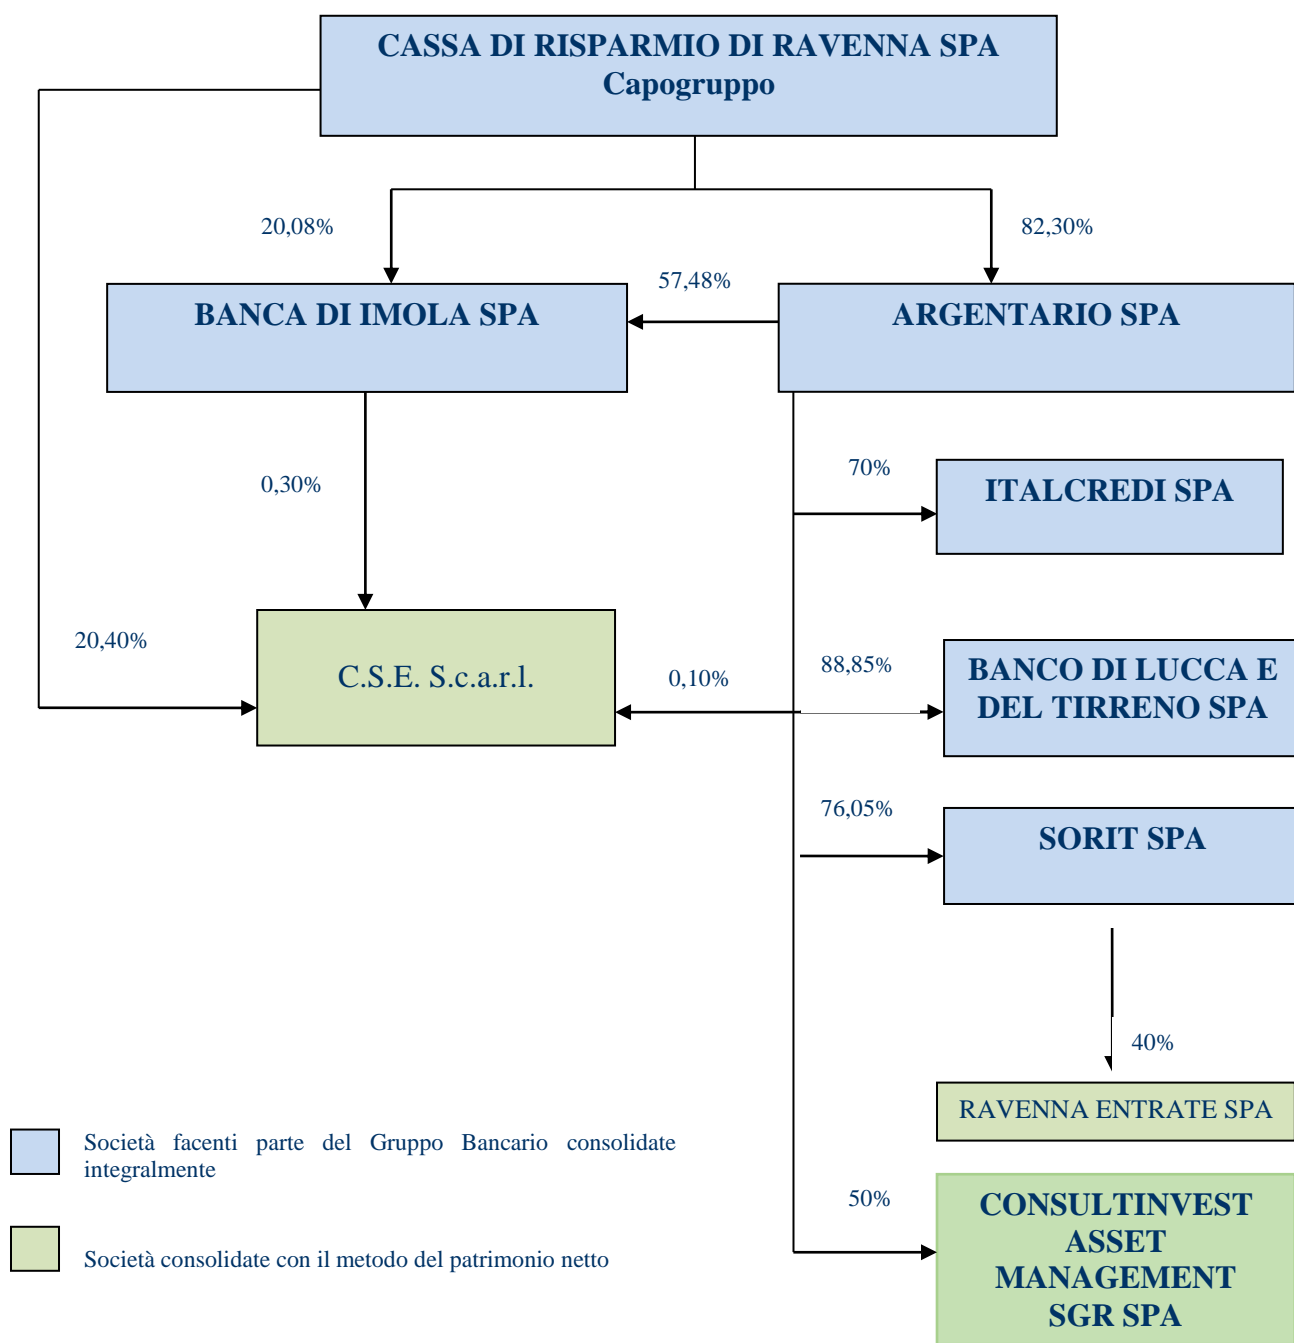 CASSA DI RISPARMIO DI RAVENNA SPA
Capogruppo
20,08%
82,30%
57,48%
BANCA DI IMOLA SPA
ARGENTARIO SPA
70%
ITALCREDI SPA
0,30%
20,40%
C.S.E. S.c.a.r.l.
0,10%
88,85%
BANCO DI LUCCA E
DEL TIRRENO SPA
76,05%
SORIT SPA
40%
RAVENNA ENTRATE SPA
Società facenti parte del Gruppo Bancario consolidate
integralmente
50%
CONSULTINVEST
ASSET
MANAGEMENT
SGR SPA
Società consolidate con il metodo del patrimonio netto